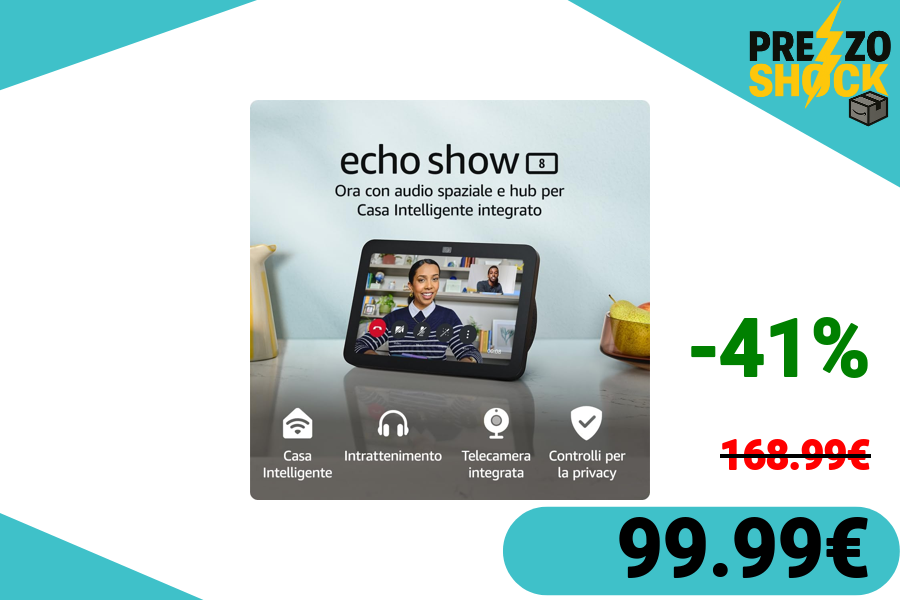 PREZZO
SHOCK
echo show 8
Ora con audio spaziale e hub per
Casa Intelligente integrato
Casa
Intelligente
Intrattenimento
Telecamera
integrata
Controlli per
la privacy
-41%
168.99€
99.99€